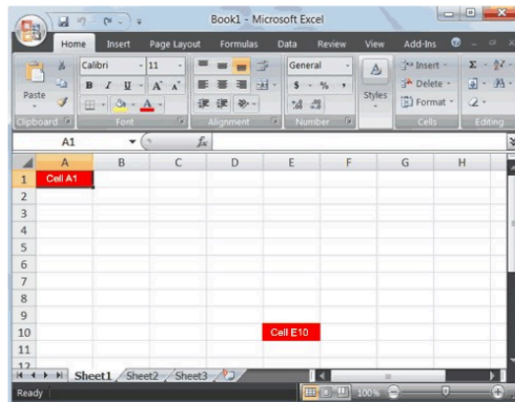 Book1 - Microsoft Excel
Home Insert Page Layout Formulas Data Review View Add-Ins
Calibri 11 General Insert Σ
B I U A A $ % , Delete
Paste Styles Format
Clipboard Font Alignment Number Cells Editing
A1 fx
A B C D E F G H
1 Cell A1
2
3
4
5
6
7
8
9
10 Cell E10
11
12
Sheet1 Sheet2 Sheet3
Ready 100%